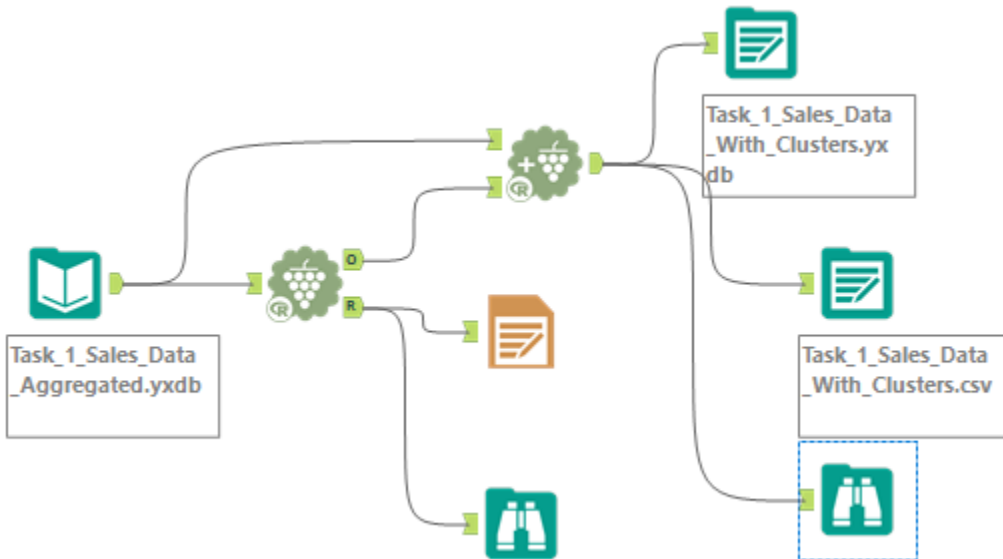 Task_1_Sales_Data
_With_Clusters.yx
db
O
R
R
R
Task_1_Sales_Data
_Aggregated.yxdb
Task_1_Sales_Data
_With_Clusters.csv